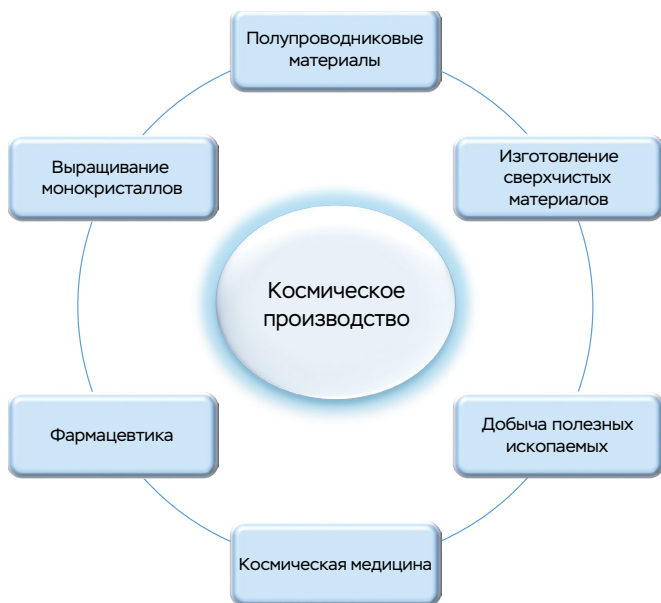 Полупроводниковые
материалы
Выращивание
монокристаллов
Изготовление
сверхчистых
материалов
Космическое
производство
Фармацевтика
Добыча полезных
ископаемых
Космическая медицина